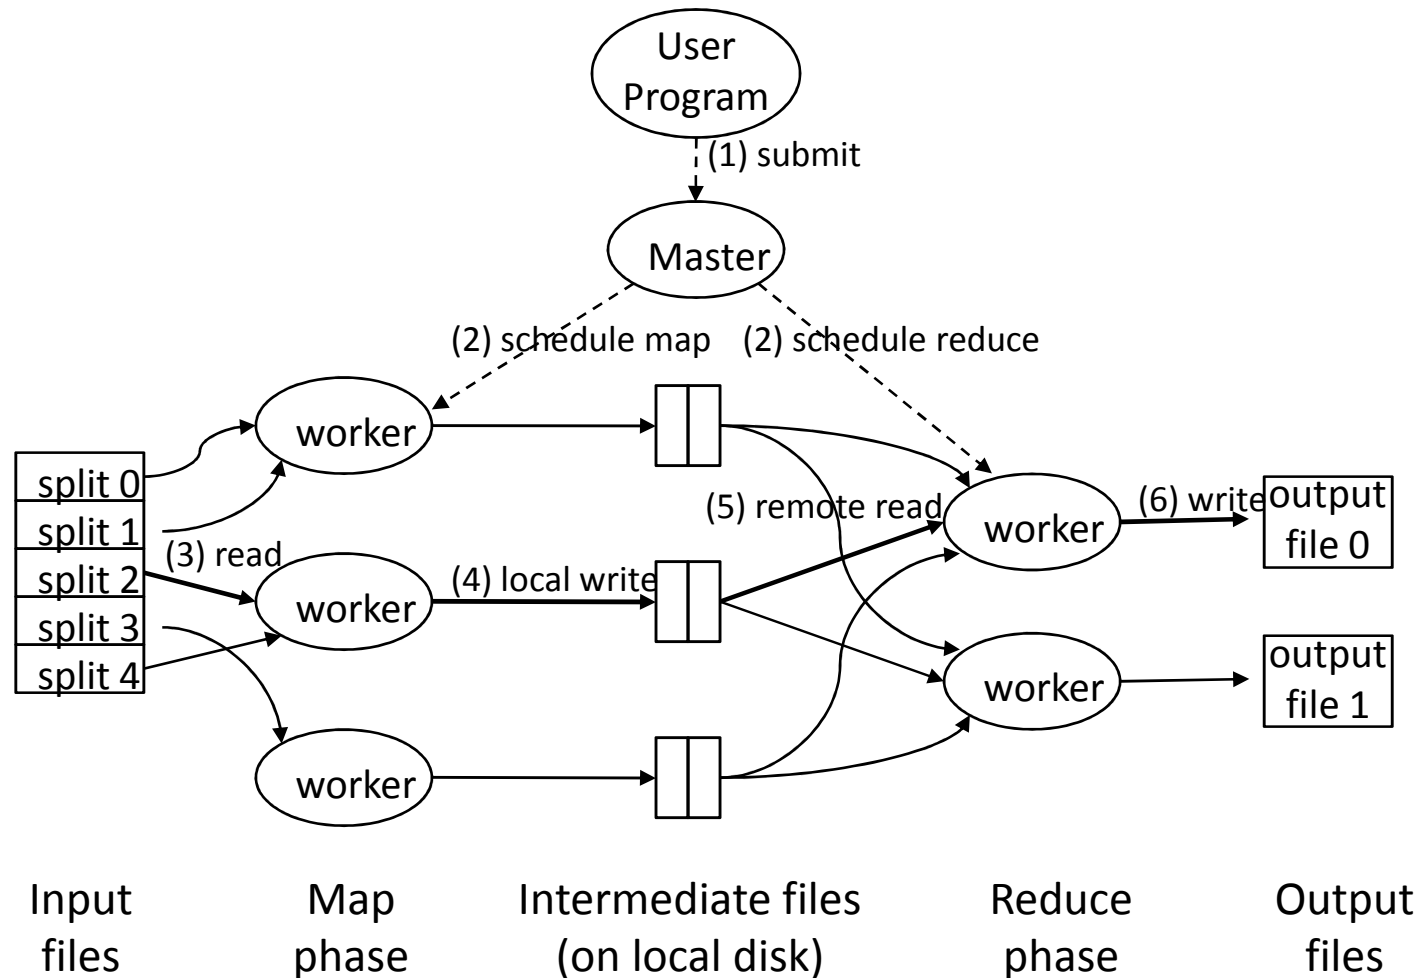 User
Program
(1) submit
Master
(2) schedule map
(2) schedule reduce
worker
split 0
split 1
(3) read
split 2
split 3
split 4
worker
(4) local write
worker
(5) remote read
worker
(6) write
output
file 0
worker
output
file 1
Input
files
Map
phase
Intermediate files
(on local disk)
Reduce
phase
Output
files